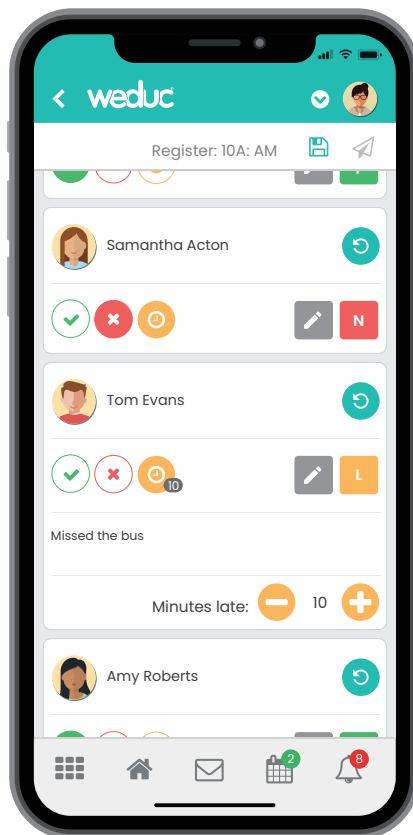 weduc
Register: 10A: AM
Samantha Acton
N
Tom Evans
10
L
Missed the bus
Minutes late: 10
Amy Roberts
2
8